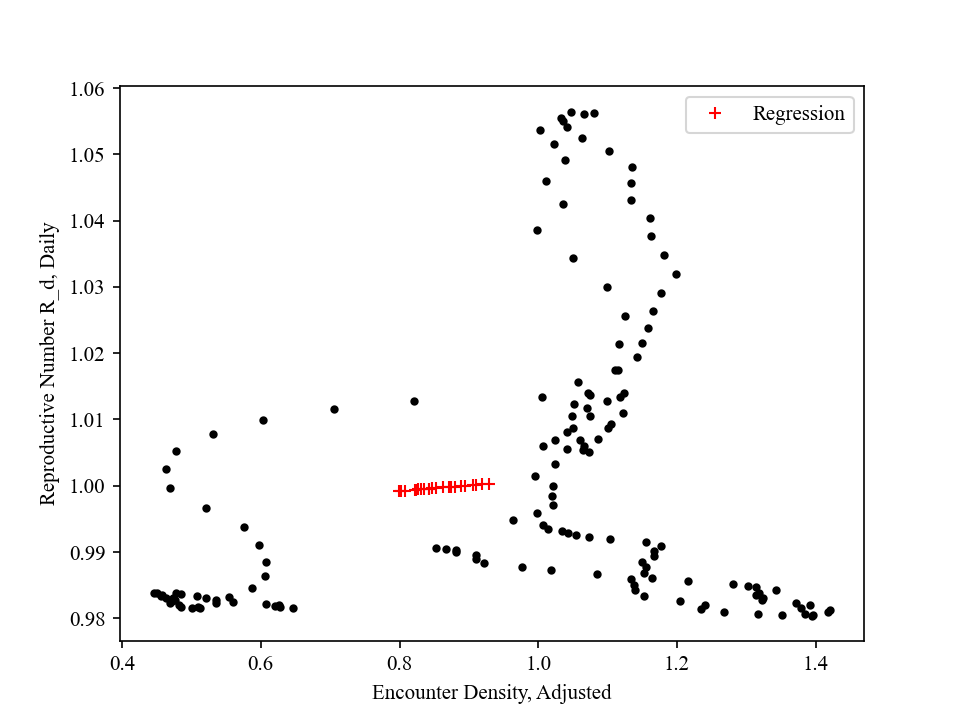 1.06
Regression
1.05
1.04
1.03
1.02
1.01
1.00
0.99
0.98
Reproductive Number R_d, Daily
0.4 0.6 0.8 1.0 1.2 1.4
Encounter Density, Adjusted